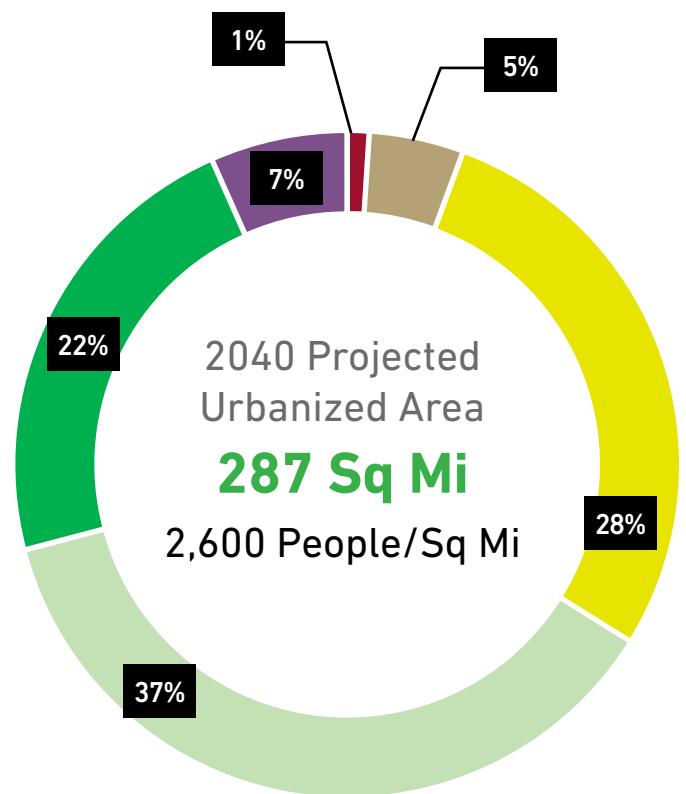 1%
5%
7%
22%
2040 Projected
Urbanized Area
287 Sq Mi
2,600 People/Sq Mi
28%
37%